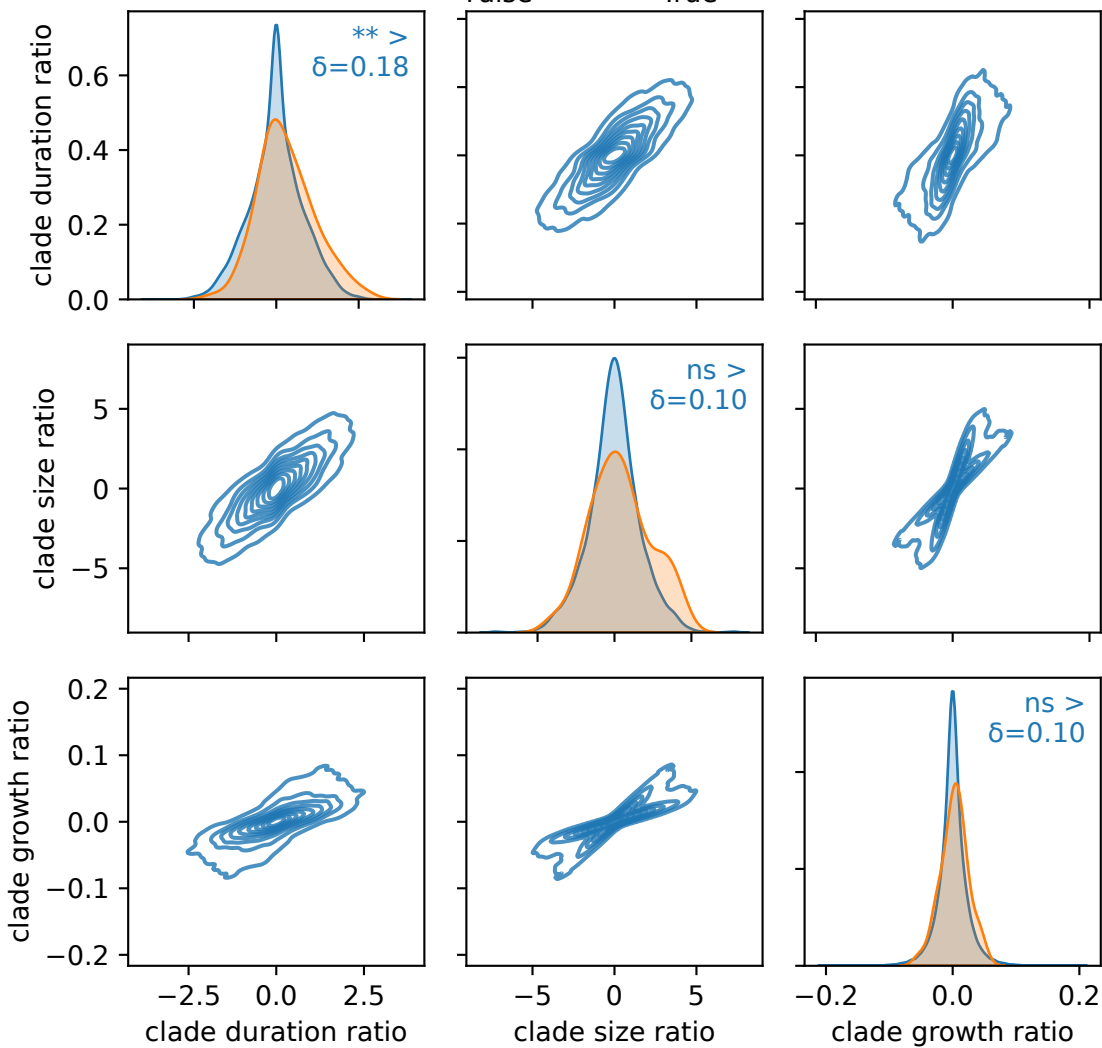 clade duration ratio
0.6
0.4
0.2
0.0
** >
δ=0.18
clade size ratio
5
0
−5
ns >
δ=0.10
clade growth ratio
0.2
0.1
0.0
−0.1
−0.2
ns >
δ=0.10
−2.5 0.0 2.5
−5 0 5
−0.2 0.0 0.2
clade duration ratio
clade size ratio
clade growth ratio